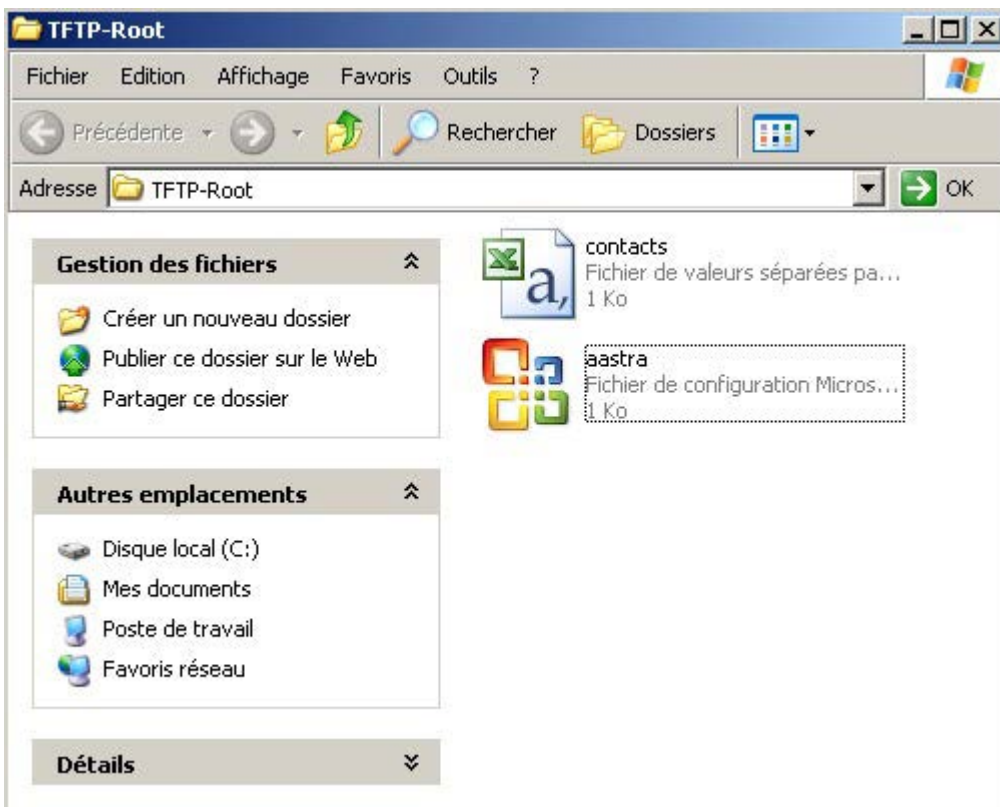 TFTP-Root
Fichier Edition Affichage Favoris Outils ?
Précédente Rechercher Dossiers
Adresse TFTP-Root OK
Gestion des fichiers
Créer un nouveau dossier
Publier ce dossier sur le Web
Partager ce dossier
Autres emplacements
Disque local (C:)
Mes documents
Poste de travail
Favoris réseau
Détails
contacts
Fichier de valeurs séparées pa...
1 Ko
a,
aastra
Fichier de configuration Micros...
1 Ko